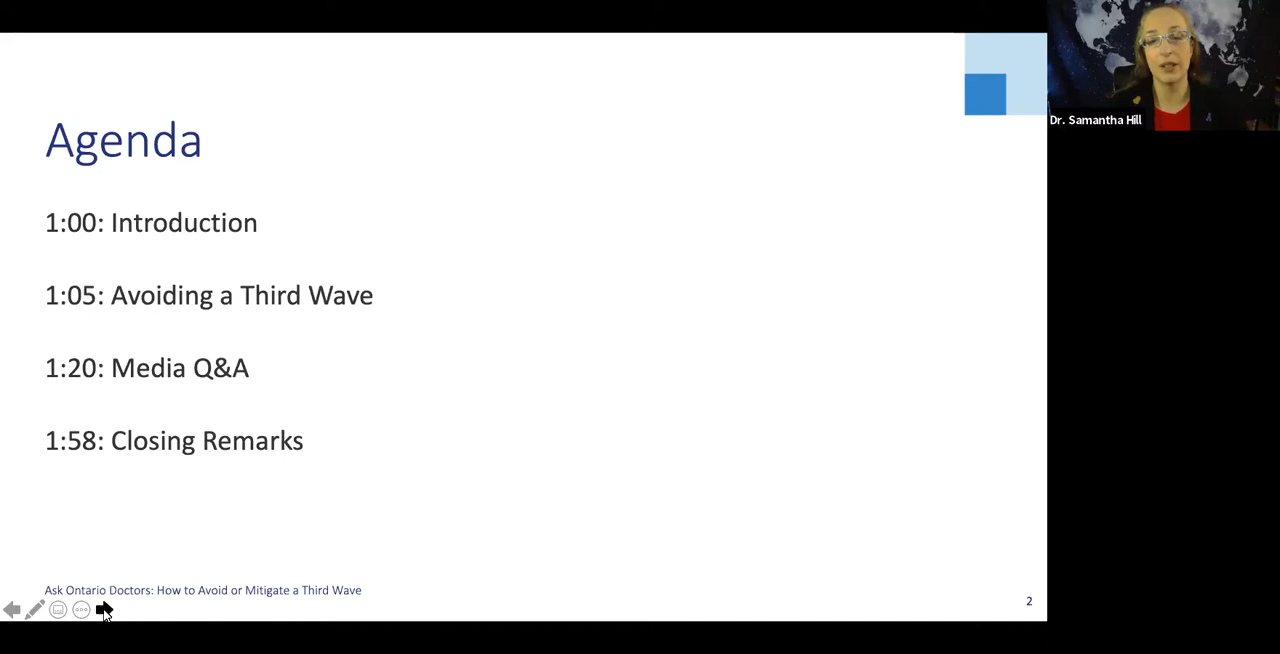 Agenda
Dr. Samantha Hill
1:00: Introduction
1:05: Avoiding a Third Wave
1:20: Media Q&A
1:58: Closing Remarks
Ask Ontario Doctors: How to Avoid or Mitigate a Third Wave
2